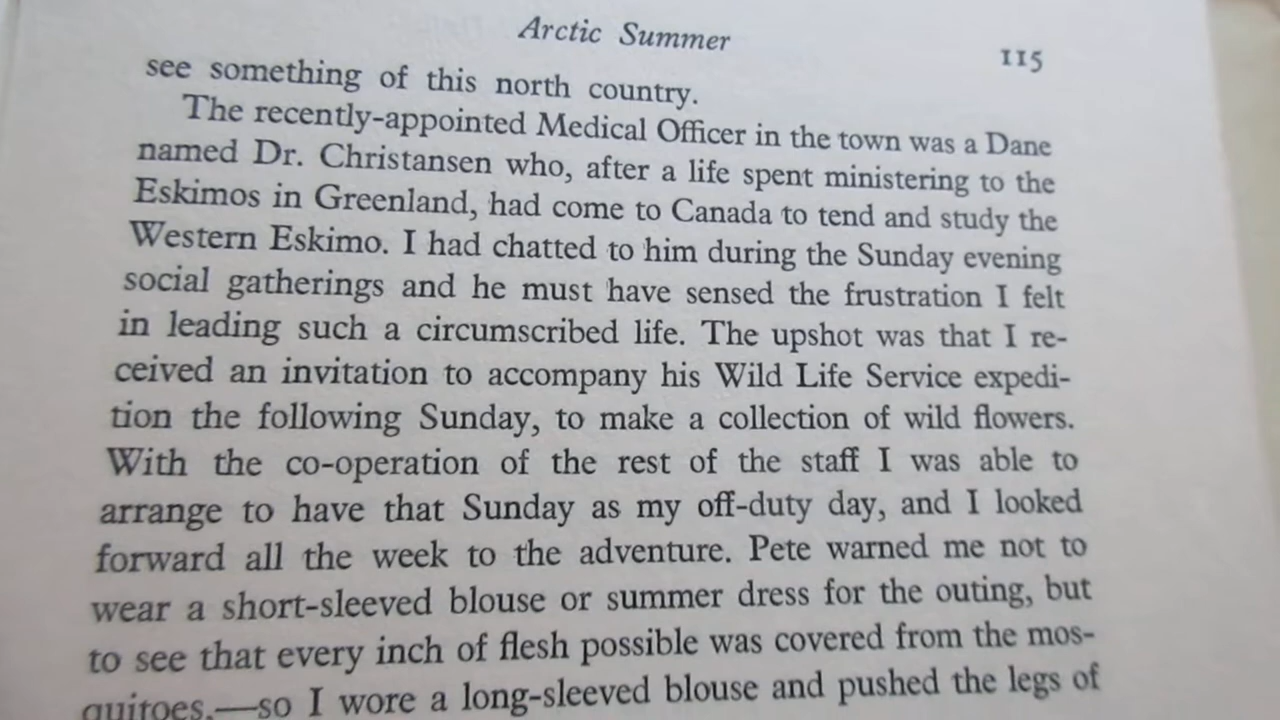 Arctic Summer 115
see something of this north country.
The recently-appointed Medical Officer in the town was a Dane
named Dr. Christansen who, after a life spent ministering to the
Eskimos in Greenland, had come to Canada to tend and study the
Western Eskimo. I had chatted to him during the Sunday evening
social gatherings and he must have sensed the frustration I felt
in leading such a circumscribed life. The upshot was that I re-
ceived an invitation to accompany his Wild Life Service expedi-
tion the following Sunday, to make a collection of wild flowers.
With the co-operation of the rest of the staff I was able to
arrange to have that Sunday as my off-duty day, and I looked
forward all the week to the adventure. Pete warned me not to
wear a short-sleeved blouse or summer dress for the outing, but
to see that every inch of flesh possible was covered from the mos-
quitoes,—so I wore a long-sleeved blouse and pushed the legs of